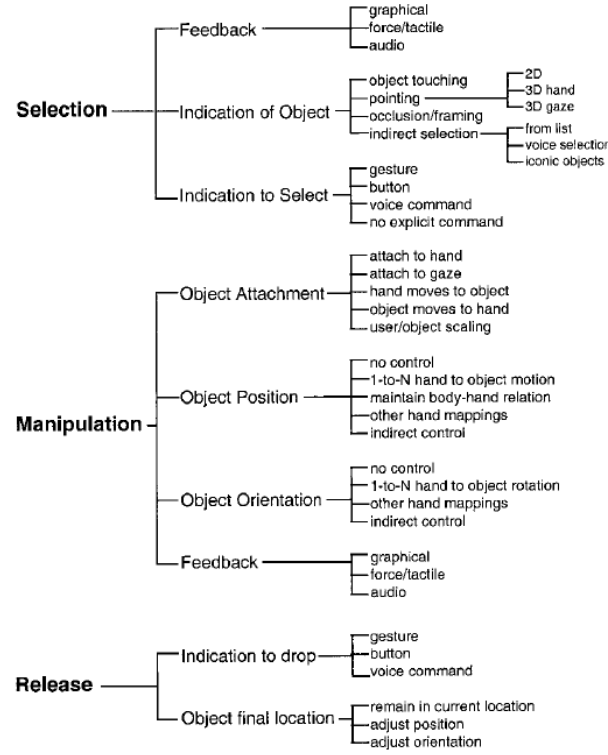 Feedback
graphical
force/tactile
audio
Selection
Indication of Object
object touching
pointing
2D
3D hand
3D gaze
occlusion/framing
indirect selection
from list
voice selection
iconic objects
Indication to Select
gesture
button
voice command
no explicit command
Manipulation
Object Attachment
attach to hand
attach to gaze
hand moves to object
object moves to hand
user/object scaling
Object Position
no control
1-to-N hand to object motion
maintain body-hand relation
other hand mappings
indirect control
Object Orientation
no control
1-to-N hand to object rotation
other hand mappings
indirect control
Feedback
graphical
force/tactile
audio
Release
Indication to drop
gesture
button
voice command
Object final location
remain in current location
adjust position
adjust orientation